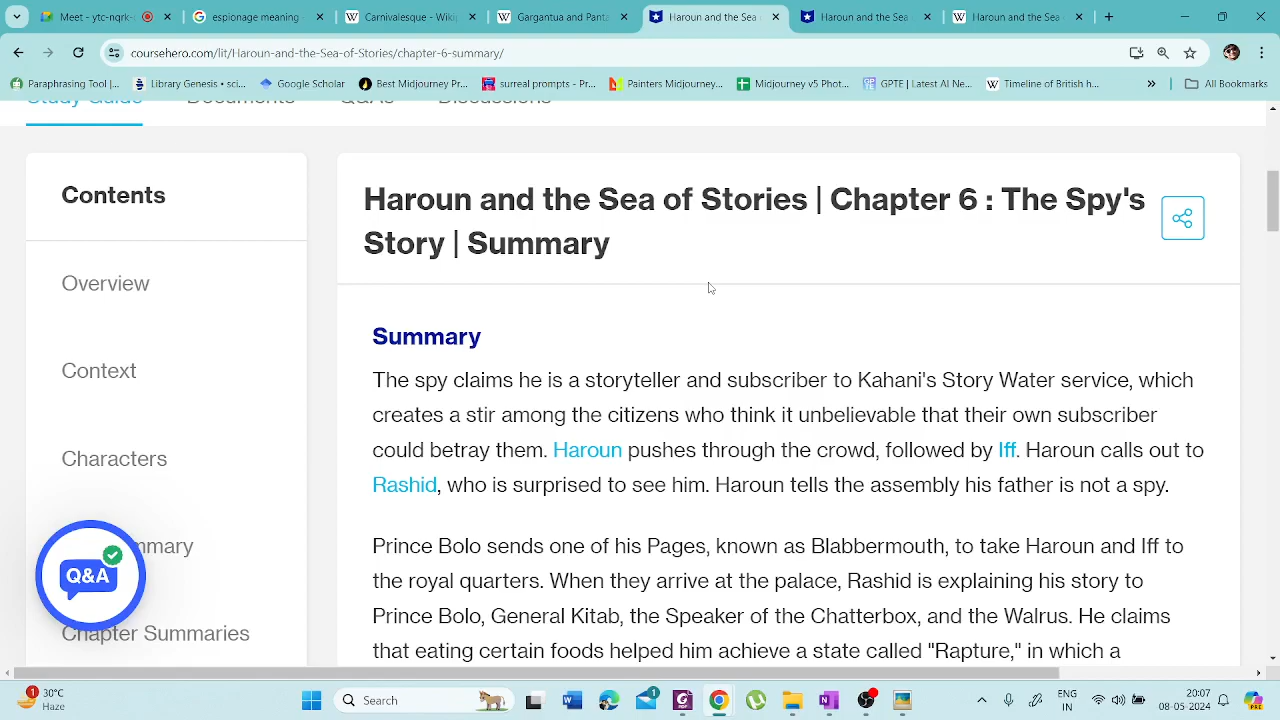 Meet - ytc-nprk-
espionage meaning
Carnivalesque - Wiki
Gargantua and Panta
Haroun and the Sea
Haroun and the Sea
Haroun and the Sea
coursehero.com/lit/Haroun-and-the-Sea-of-Stories/chapter-6-summary/
Paraphrasing Tool |...
Library Genesis • sci...
Google Scholar
Best Midjourney Pr...
surreal prompts - Pr...
Painters Midjourney...
Midjourney v5 Phot...
GPTE | Latest AI Ne...
Timeline of British h...
All Bookmarks
Study Guide
Documents
Q&As
Discussions
Contents
Overview
Context
Characters
mmary
Chapter Summaries
Q&A
Haroun and the Sea of Stories | Chapter 6 : The Spy's
Story | Summary
Summary
The spy claims he is a storyteller and subscriber to Kahani's Story Water service, which
creates a stir among the citizens who think it unbelievable that their own subscriber
could betray them. Haroun pushes through the crowd, followed by Iff. Haroun calls out to
Rashid, who is surprised to see him. Haroun tells the assembly his father is not a spy.
Prince Bolo sends one of his Pages, known as Blabbermouth, to take Haroun and Iff to
the royal quarters. When they arrive at the palace, Rashid is explaining his story to
Prince Bolo, General Kitab, the Speaker of the Chatterbox, and the Walrus. He claims
that eating certain foods helped him achieve a state called "Rapture," in which a
1
30°C
Haze
Search
1
ENG
IN
20:07
08-05-2024
PRE